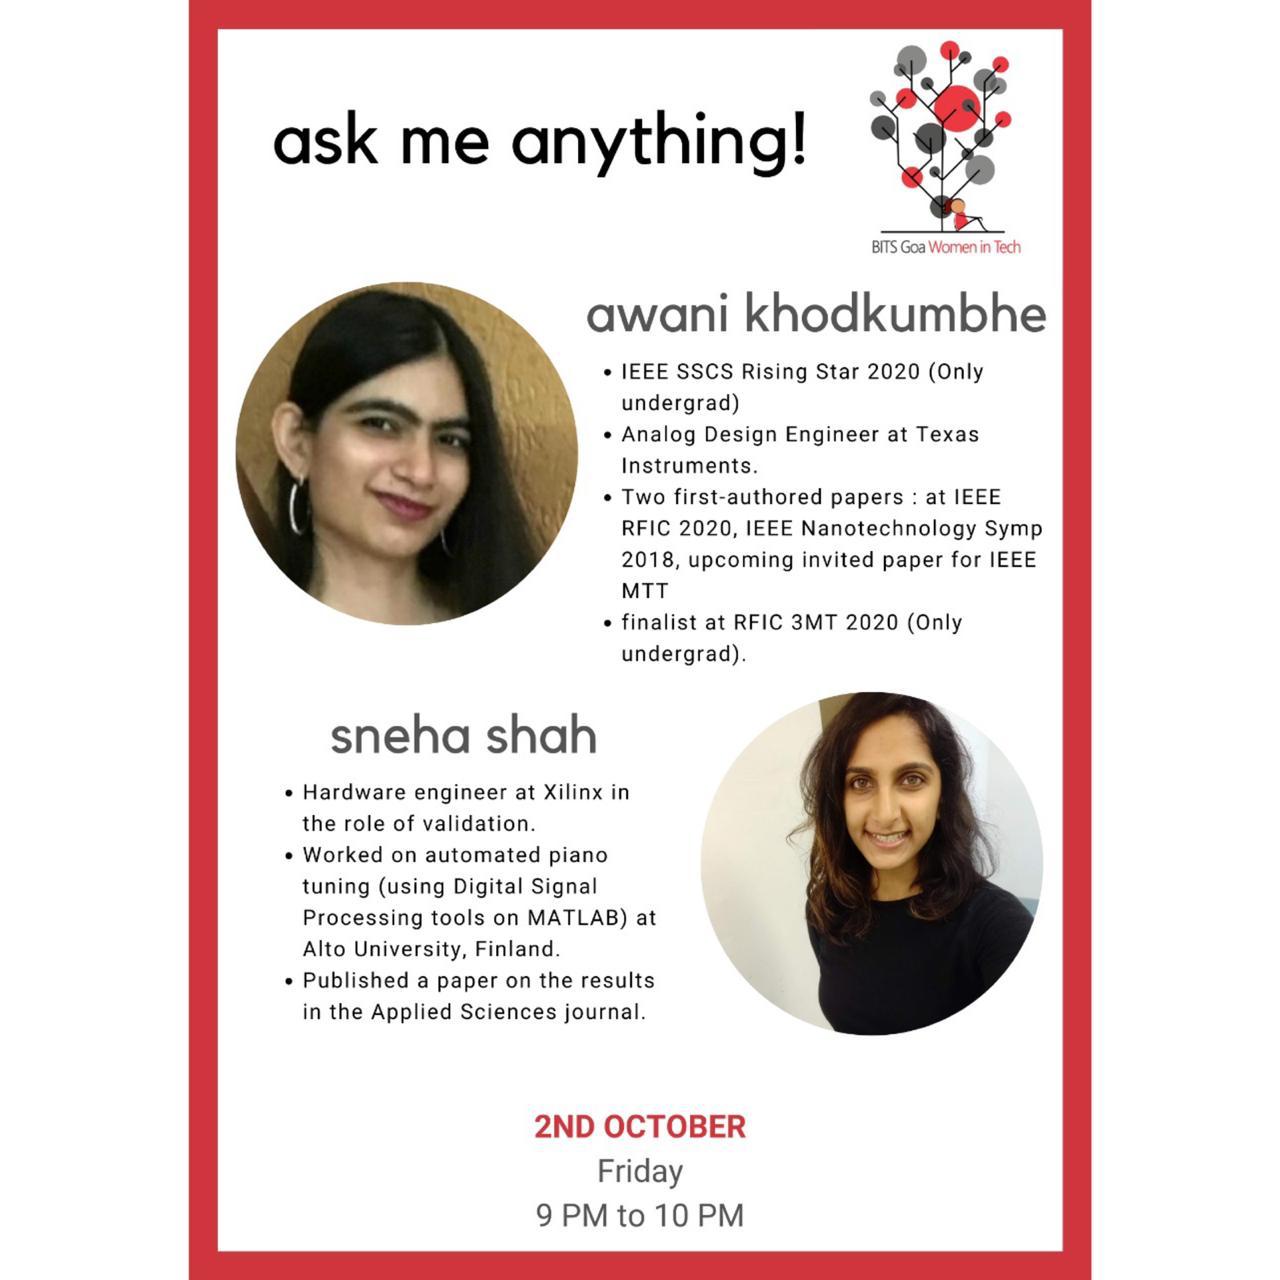 ask me anything!
BITS Goa Women in Tech
awani khodkumbhe
• IEEE SSCS Rising Star 2020 (Only
undergrad)
• Analog Design Engineer at Texas
Instruments.
• Two first-authored papers : at IEEE
RFIC 2020, IEEE Nanotechnology Symp
2018, upcoming invited paper for IEEE
MTT
• finalist at RFIC 3MT 2020 (Only
undergrad).
sneha shah
• Hardware engineer at Xilinx in
the role of validation.
• Worked on automated piano
tuning (using Digital Signal
Processing tools on MATLAB) at
Alto University, Finland.
• Published a paper on the results
in the Applied Sciences journal.
2ND OCTOBER
Friday
9 PM to 10 PM